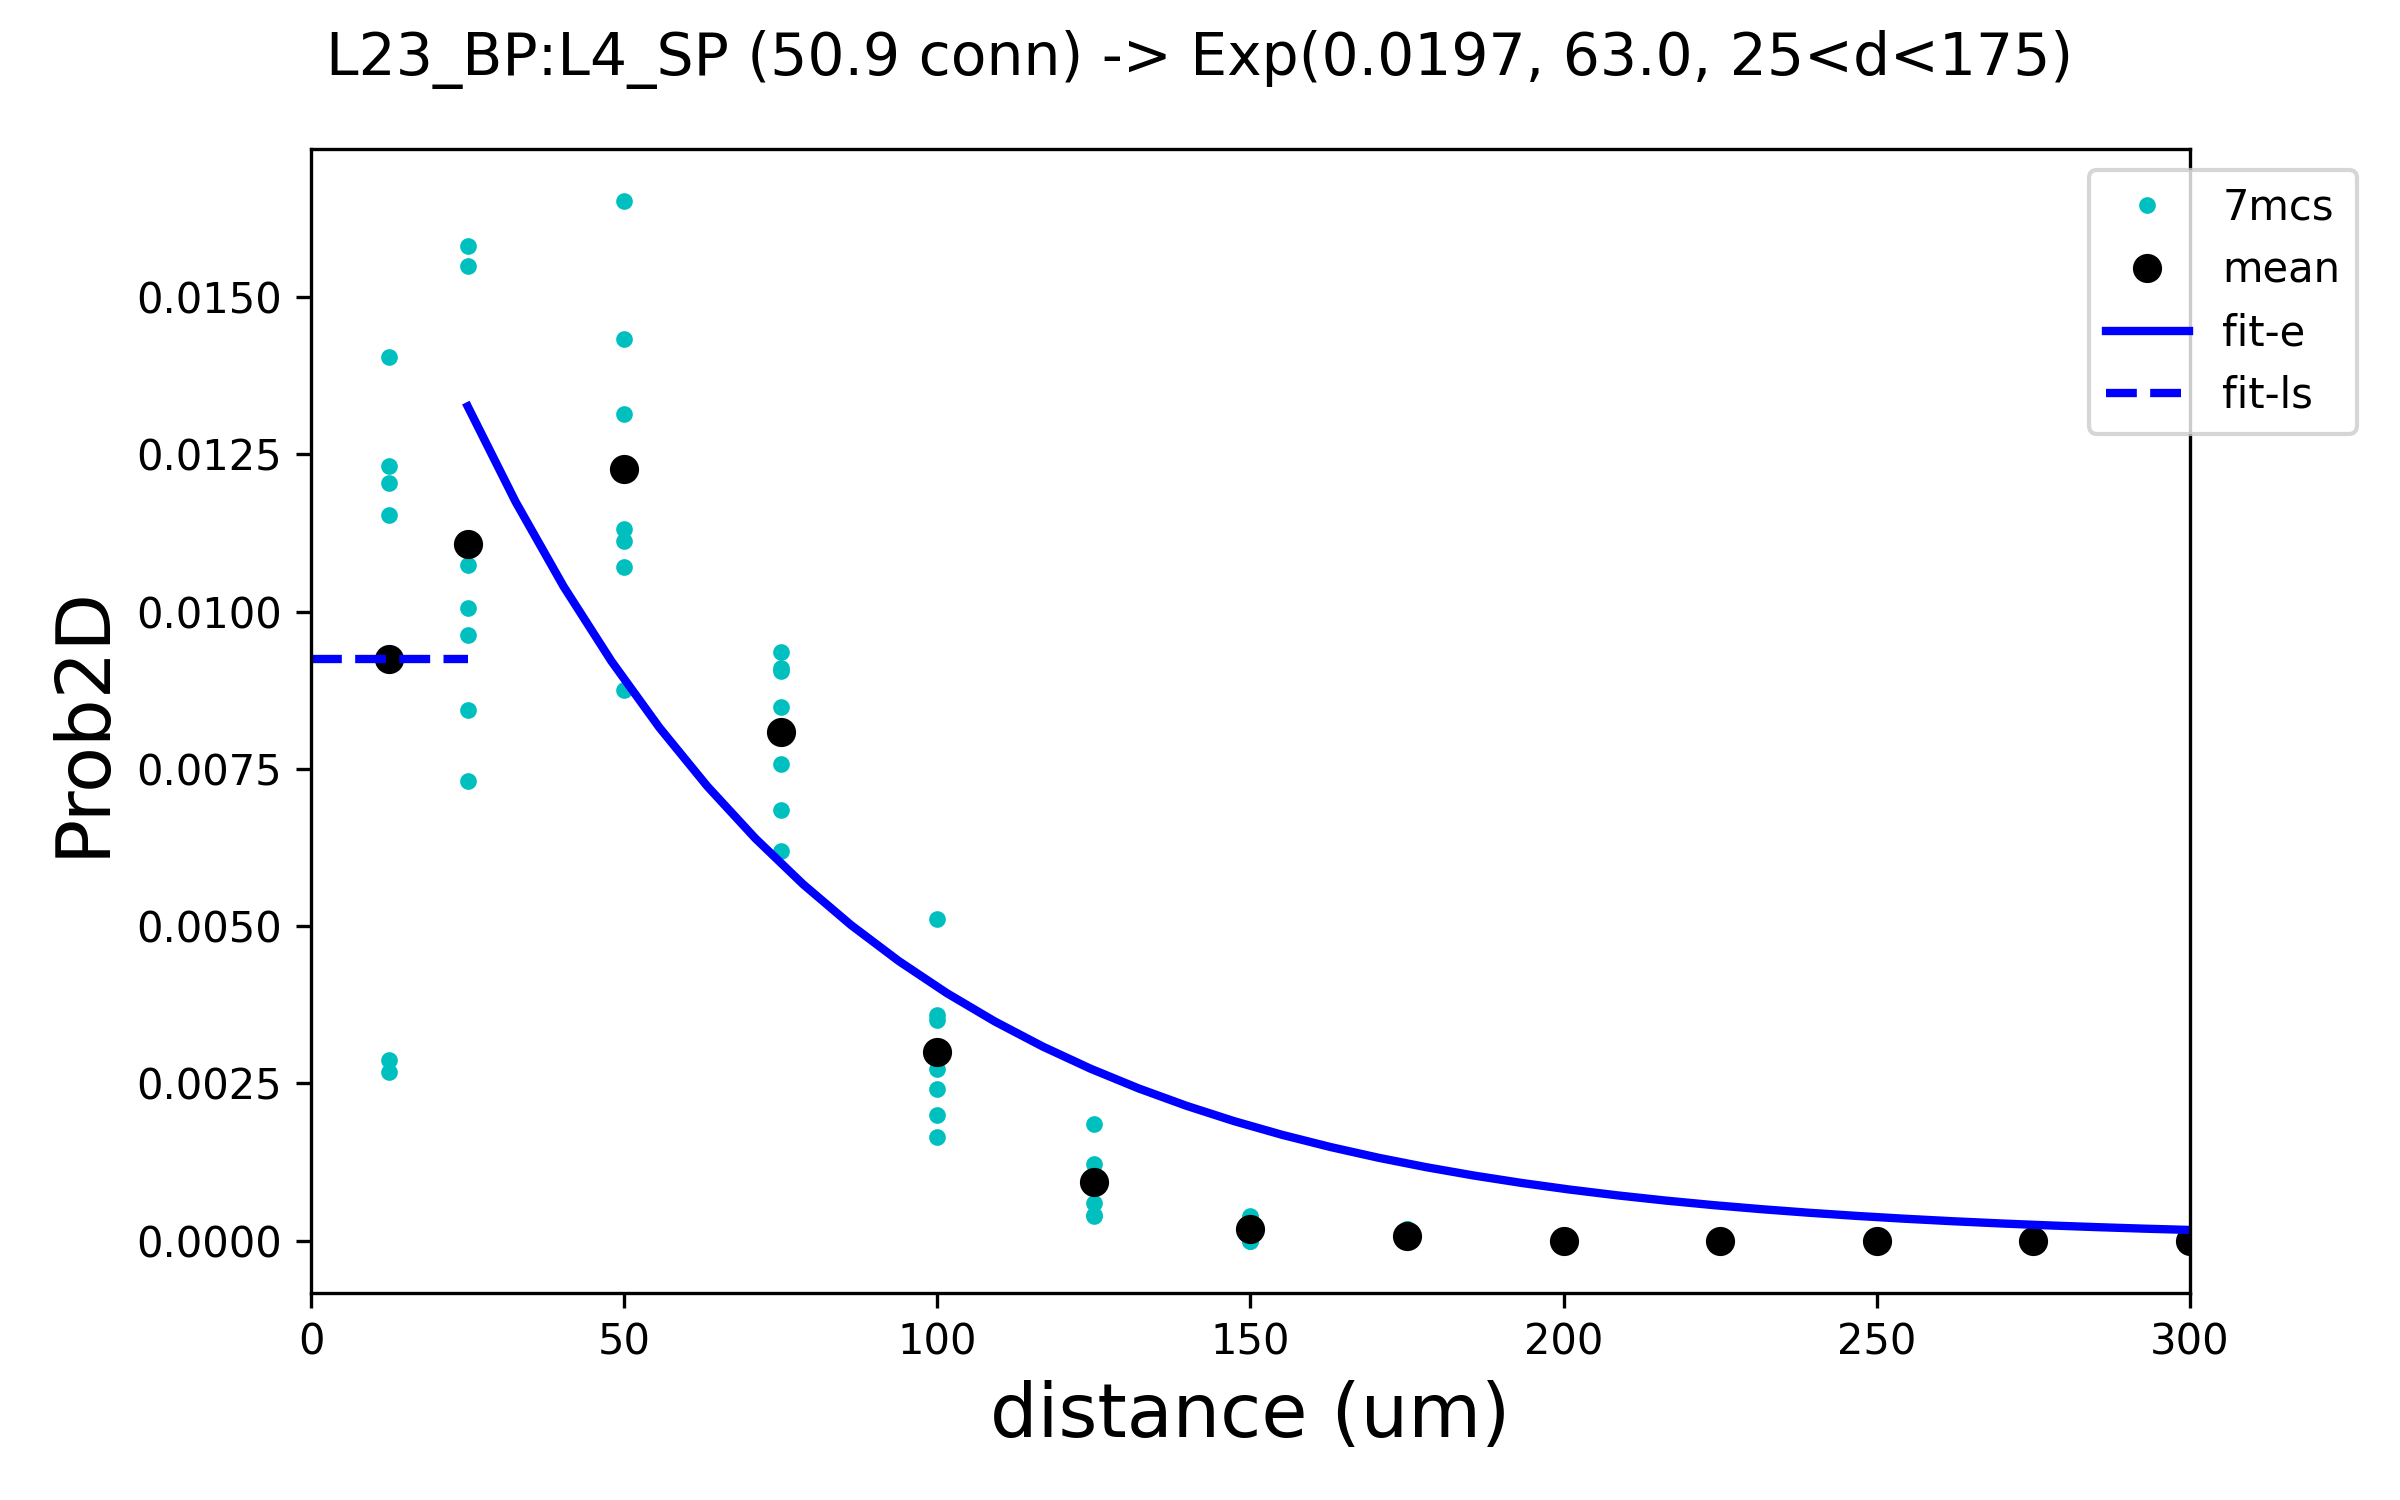 L23_BP:L4_SP (50.9 conn) -> Exp(0.0197, 63.0, 25<d<175)
7mcs
mean
fit-e
fit-ls
Prob2D
0.0150
0.0125
0.0100
0.0075
0.0050
0.0025
0.0000
0 50 100 150 200 250 300
distance (um)